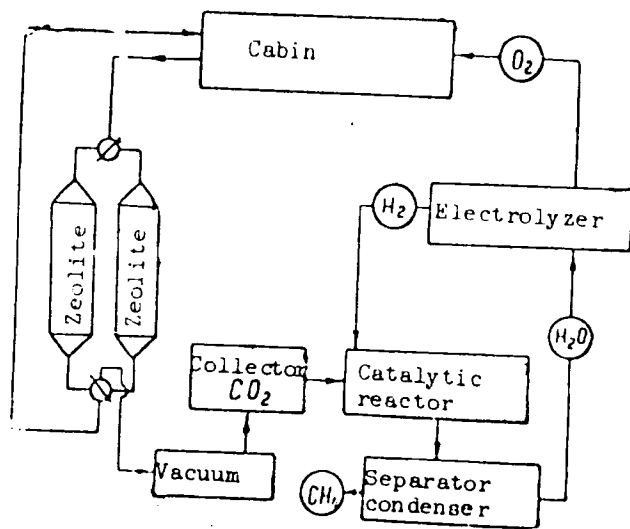 Cabin
O₂
H₂
Electrolyzer
Zeolite
Zeolite
H₂O
Collector
CO₂
Catalytic
reactor
Vacuum
CH₄
Separator
condenser